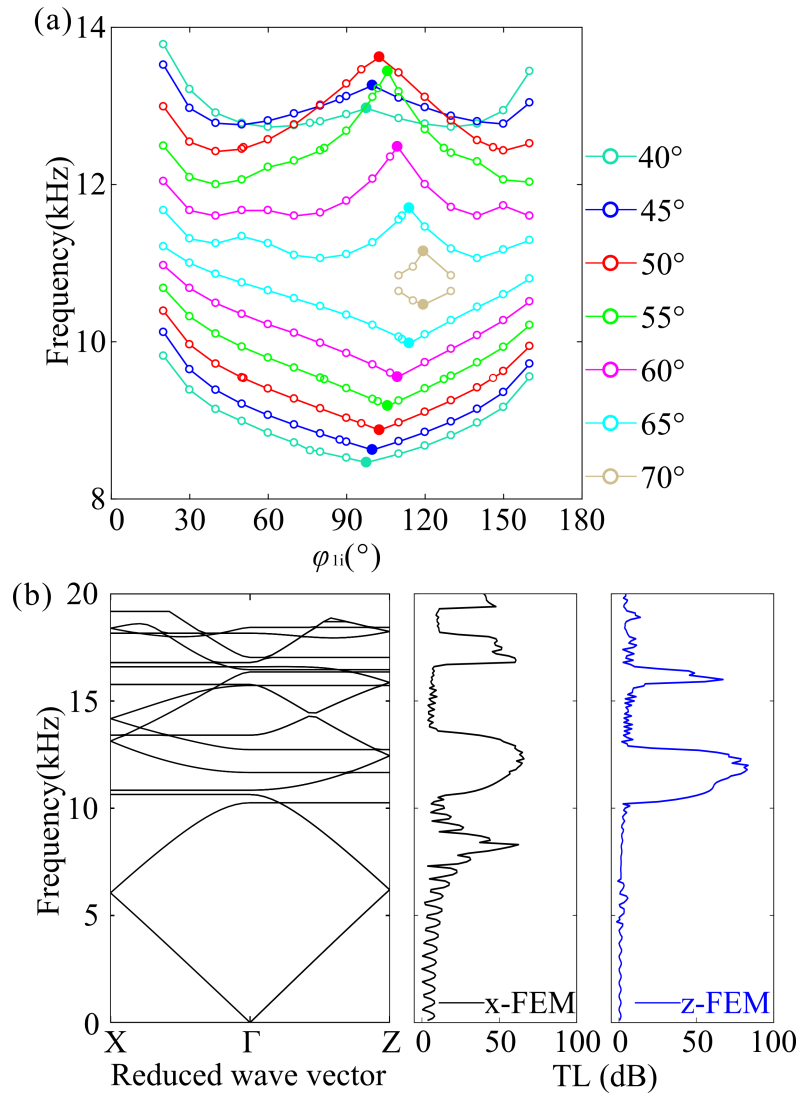 (a)
14
12
10
8
Frequency(kHz)
0 30 60 90 120 150 180
φ1i(°)
40°
45°
50°
55°
60°
65°
70°
(b)
20
15
10
5
0
Frequency(kHz)
X Γ Z
Reduced wave vector
x-FEM
0 50 100
z-FEM
0 50 100
TL (dB)